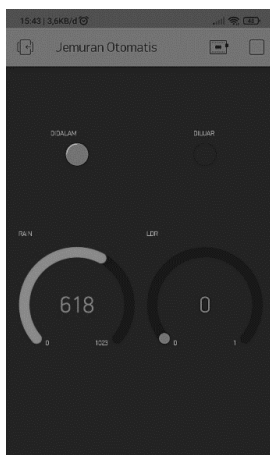 15:43 | 3,6KB/d
Jemuran Otomatis
DIDALAM
DILUAR
RAIN
LDR
618
0
0
1023
0
1